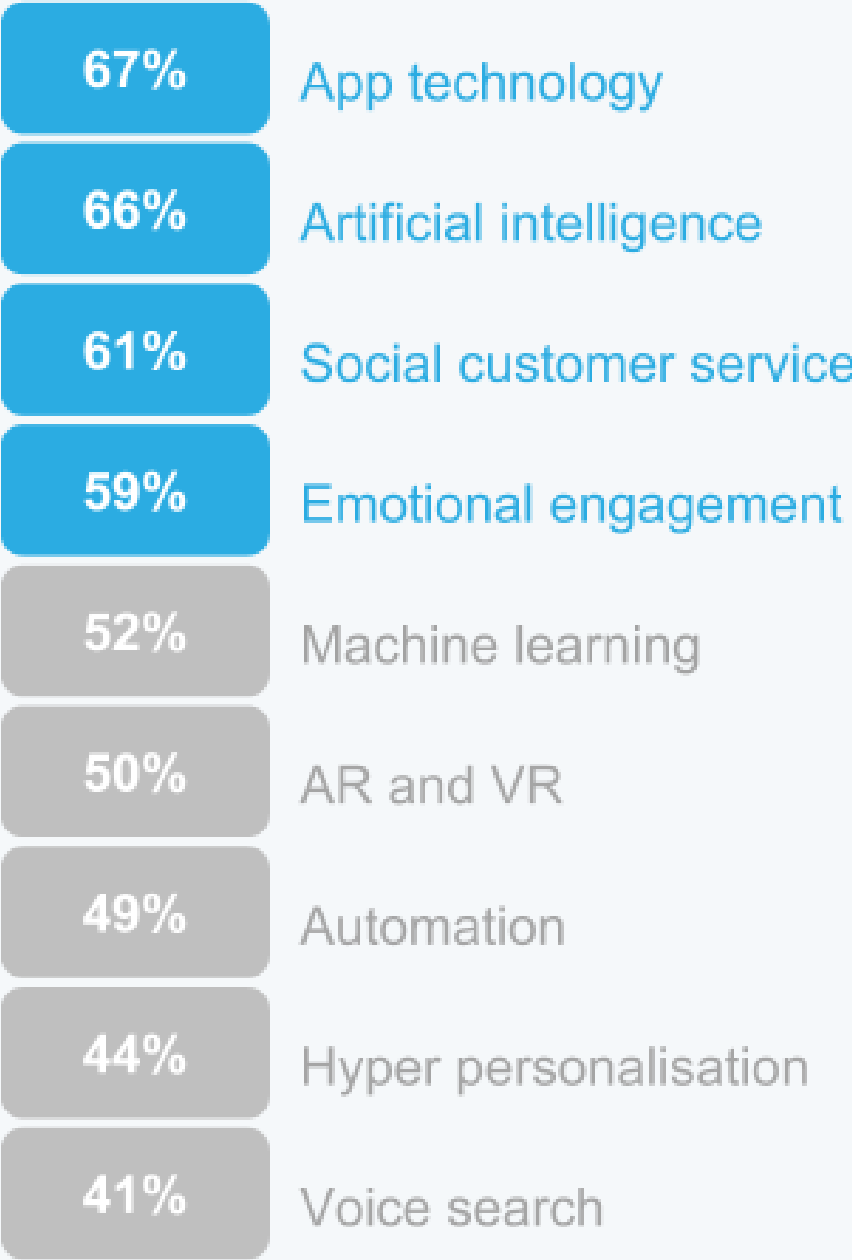 67% App technology
66% Artificial intelligence
61% Social customer service
59% Emotional engagement
52% Machine learning
50% AR and VR
49% Automation
44% Hyper personalisation
41% Voice search